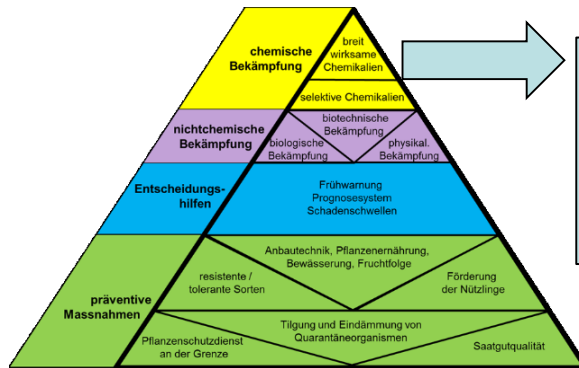 chemische
Bekämpfung
breit
wirksame
Chemikalien
selektive Chemikalien
nichtchemische
Bekämpfung
biotechnische
Bekämpfung
biologische
Bekämpfung
physikal.
Bekämpfung
Entscheidungs-
hilfen
Frühwarnung
Prognosesystem
Schadenschwellen
präventive
Massnahmen
Anbautechnik, Pflanzenernährung,
Bewässerung, Fruchtfolge
resistente /
tolerante Sorten
Förderung
der Nützlinge
Tilgung und Eindämmung von
Quarantäneorganismen
Pflanzenschutzdienst
an der Grenze
Saatgutqualität